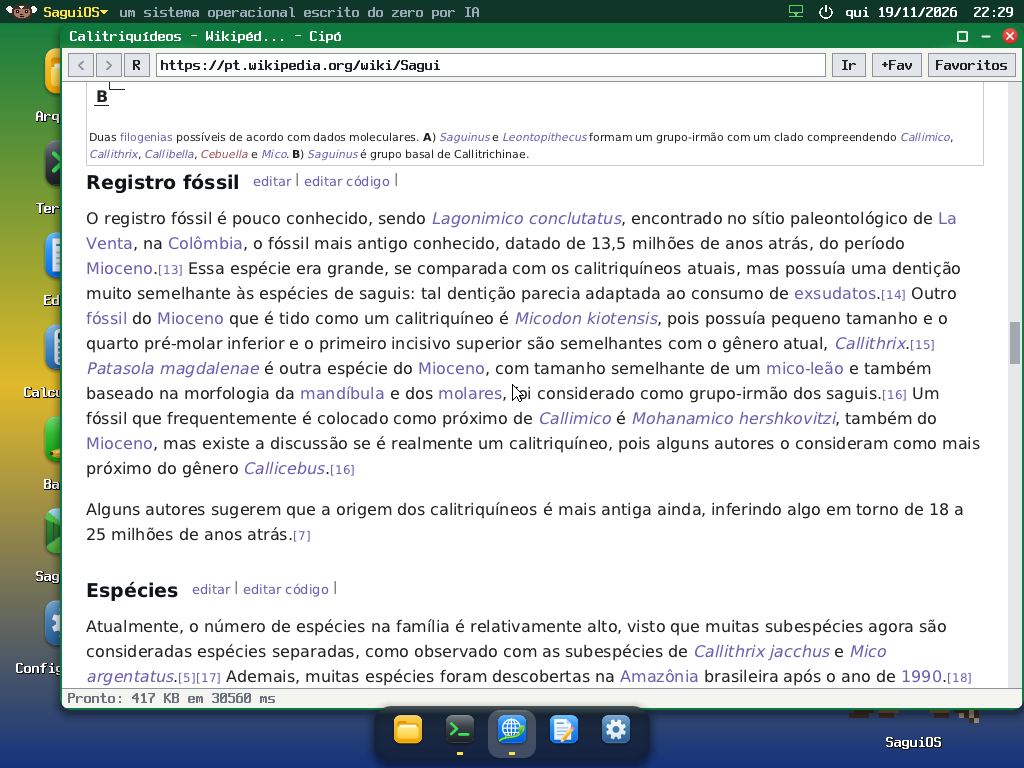 SaguiOS▾ um sistema operacional escrito do zero por IA
qui 19/11/2026 22:29
Calitriquídeos - Wikipéd... - Cipó
< > R https://pt.wikipedia.org/wiki/Sagui Ir +Fav Favoritos
B
Duas filogenias possíveis de acordo com dados moleculares. A) Saguinus e Leontopithecus formam um grupo-irmão com um clado compreendendo Callimico,
Callithrix, Callibella, Cebuella e Mico. B) Saguinus é grupo basal de Callitrichinae.
Registro fóssil editar | editar código |
O registro fóssil é pouco conhecido, sendo Lagonimico conclutatus, encontrado no sítio paleontológico de La
Venta, na Colômbia, o fóssil mais antigo conhecido, datado de 13,5 milhões de anos atrás, do período
Mioceno.[13] Essa espécie era grande, se comparada com os calitriquíneos atuais, mas possuía uma dentição
muito semelhante às espécies de saguis: tal dentição parecia adaptada ao consumo de exsudatos.[14] Outro
fóssil do Mioceno que é tido como um calitriquíneo é Micodon kiotensis, pois possuía pequeno tamanho e o
quarto pré-molar inferior e o primeiro incisivo superior são semelhantes com o gênero atual, Callithrix.[15]
Patasola magdalenae é outra espécie do Mioceno, com tamanho semelhante de um mico-leão e também
baseado na morfologia da mandíbula e dos molares, foi considerado como grupo-irmão dos saguis.[16] Um
fóssil que frequentemente é colocado como próximo de Callimico é Mohanamico hershkovitzi, também do
Mioceno, mas existe a discussão se é realmente um calitriquíneo, pois alguns autores o consideram como mais
próximo do gênero Callicebus.[16]
Alguns autores sugerem que a origem dos calitriquíneos é mais antiga ainda, inferindo algo em torno de 18 a
25 milhões de anos atrás.[7]
Espécies editar | editar código |
Atualmente, o número de espécies na família é relativamente alto, visto que muitas subespécies agora são
consideradas espécies separadas, como observado com as subespécies de Callithrix jacchus e Mico
argentatus.[5][17] Ademais, muitas espécies foram descobertas na Amazônia brasileira após o ano de 1990.[18]
Pronto: 417 KB em 30560 ms
Arq
Ter
Ed
Calc
Ba
Sag
Config
SaguiOS